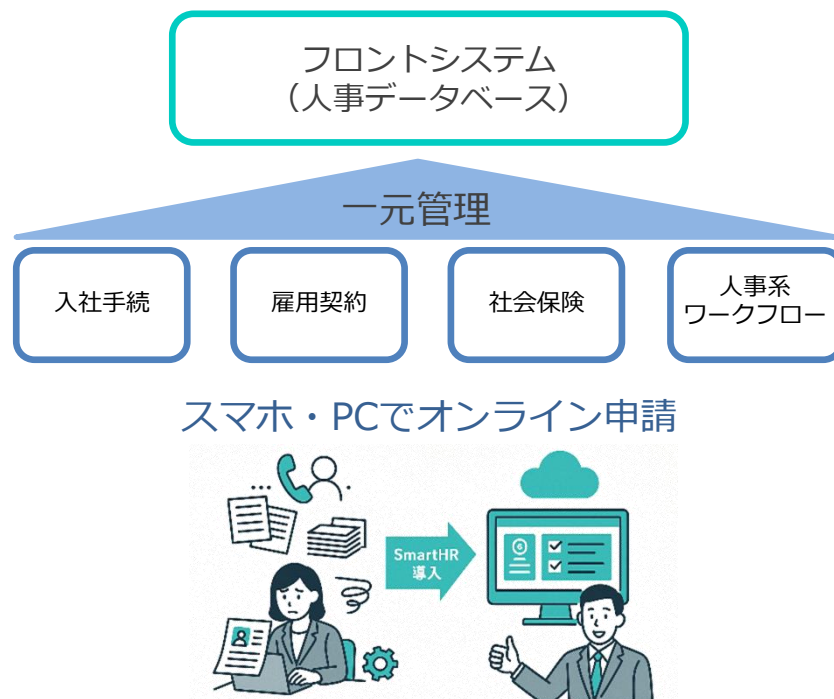 フロントシステム
（人事データベース）
一元管理
入社手続
雇用契約
社会保険
人事系
ワークフロー
スマホ・PCでオンライン申請
SmartHR
導入